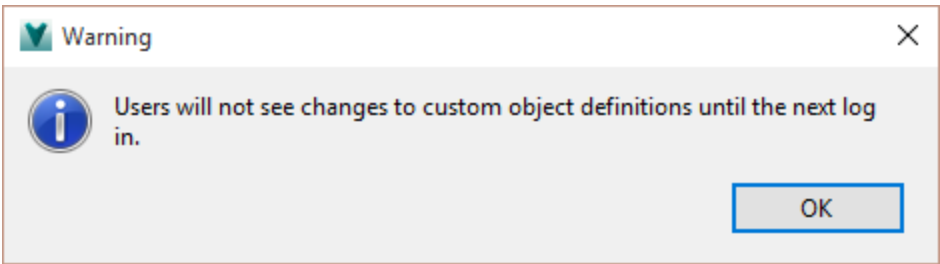 Warning
Users will not see changes to custom object definitions until the next log
in.
OK